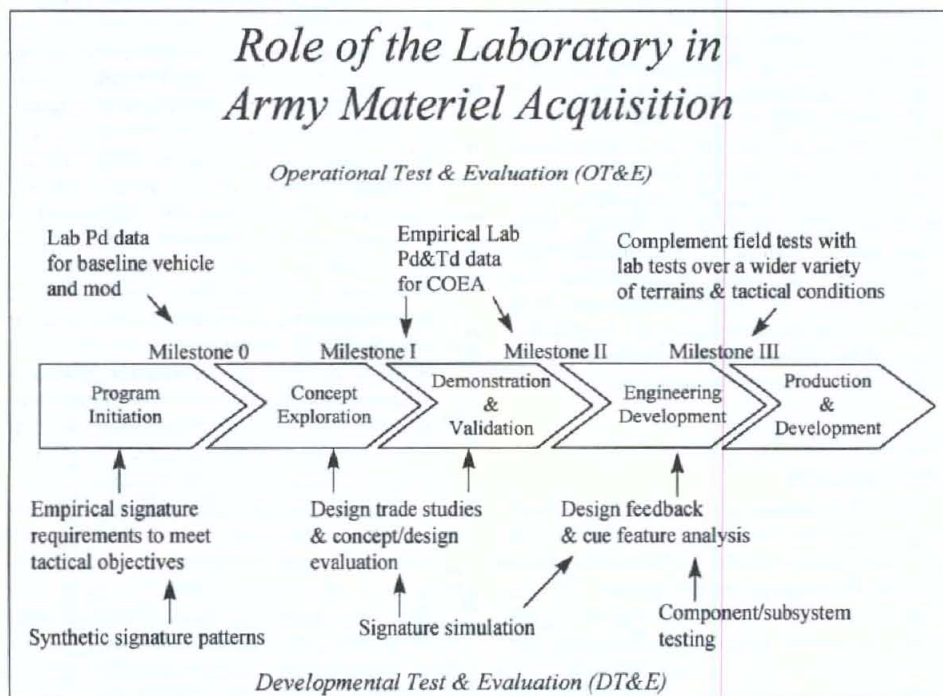 Role of the Laboratory in
Army Materiel Acquisition
Operational Test & Evaluation (OT&E)
Lab Pd data
for baseline vehicle
and mod
Empirical Lab
Pd&Td data
for COEA
Complement field tests with
lab tests over a wider variety
of terrains & tactical conditions
Milestone 0
Milestone I
Milestone II
Milestone III
Program
Initiation
Concept
Exploration
Demonstration
&
Validation
Engineering
Development
Production
&
Development
Empirical signature
requirements to meet
tactical objectives
Design trade studies
& concept/design
evaluation
Design feedback
& cue feature analysis
Synthetic signature patterns
Signature simulation
Component/subsystem
testing
Developmental Test & Evaluation (DT&E)